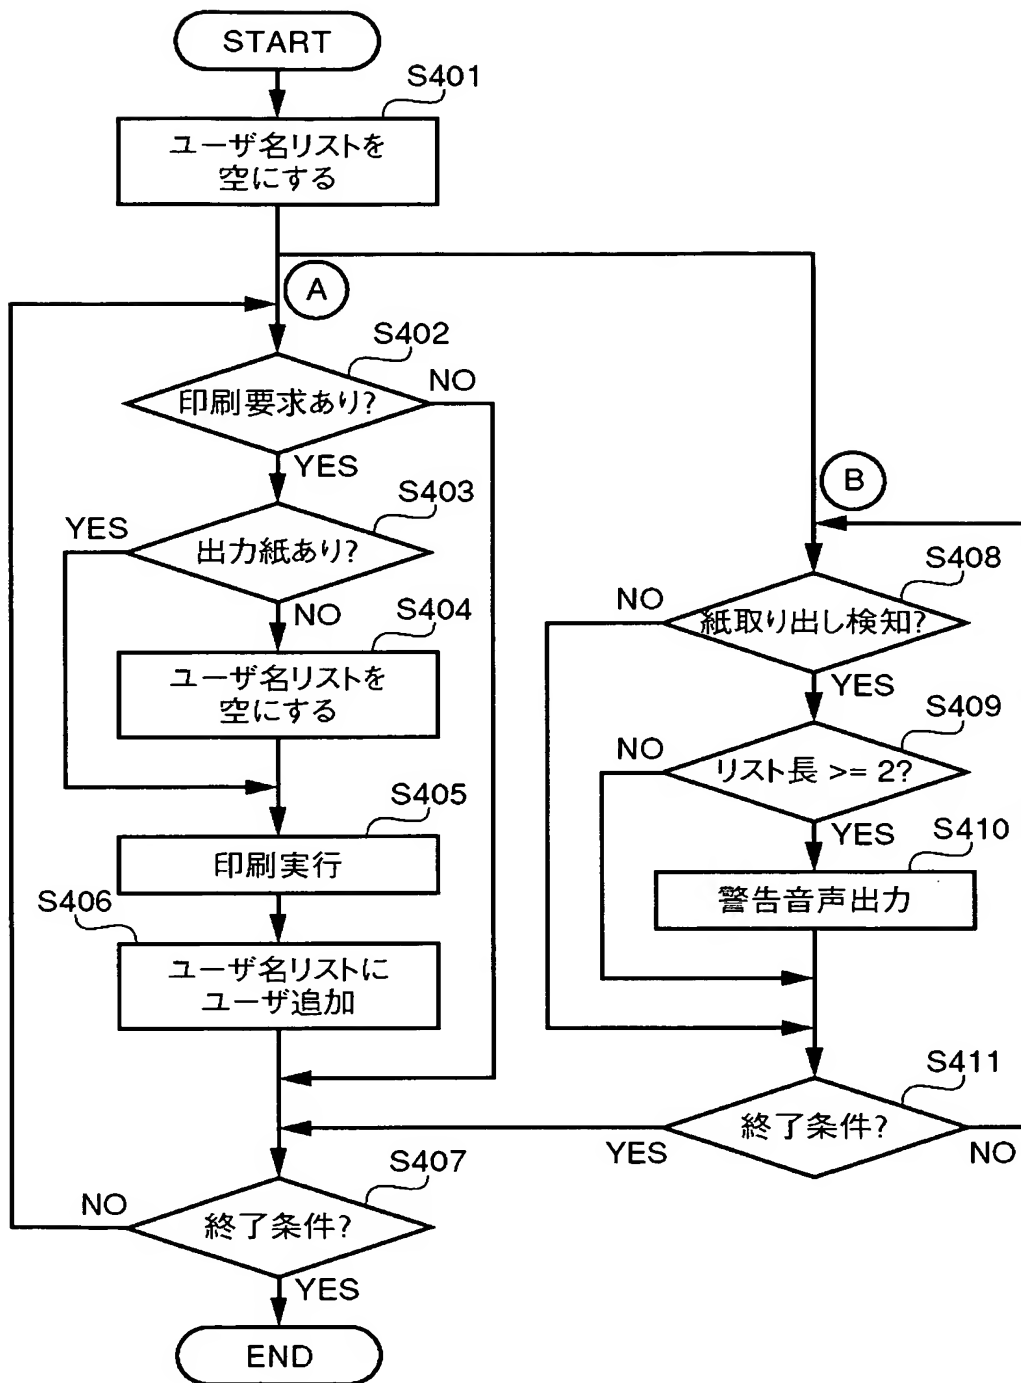 START
S401
ユーザ名リストを
空にする
A
S402
印刷要求あり?
NO
YES
S403
YES
出力紙あり?
NO
S404
ユーザ名リストを
空にする
S405
印刷実行
S406
ユーザ名リストに
ユーザ追加
S407
NO
終了条件?
YES
END
B
S408
NO
紙取り出し検知?
YES
S409
NO
リスト長 >= 2?
YES
S410
警告音声出力
S411
終了条件?
YES
NO